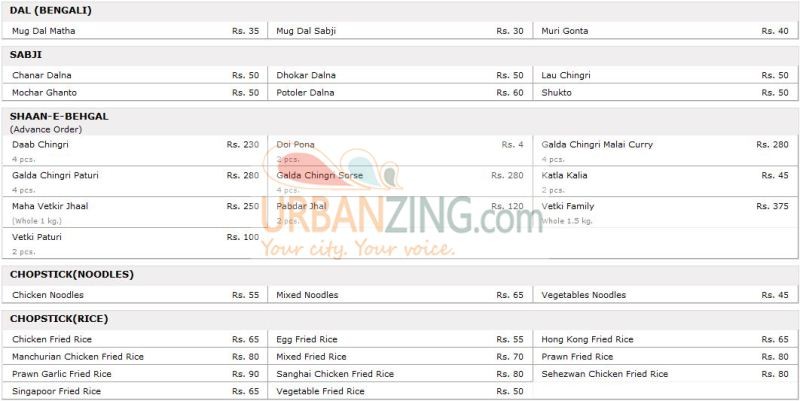 DAL (BENGALI)
Mug Dal Matha Rs. 35 Mug Dal Sabji Rs. 30 Muri Gonta Rs. 40
SABJI
Chanar Dalna Rs. 50 Dhokar Dalna Rs. 50 Lau Chingri Rs. 50
Mochar Ghanto Rs. 50 Potoler Dalna Rs. 60 Shukto Rs. 50
SHAAN-E-BEHGAL
(Advance Order)
Daab Chingri Rs. 230 Doi Pona Rs. 4 Galda Chingri Malai Curry Rs. 280
4 pcs. 2 pcs. 4 pcs.
Galda Chingri Paturi Rs. 280 Galda Chingri Sorse Rs. 280 Katla Kalia Rs. 45
4 pcs. 4 pcs. 2 pcs.
Maha Vetkir Jhaal Rs. 250 Pabdar Jhal Rs. 120 Vetki Family Rs. 375
(Whole 1 kg.) 2 pcs. Whole 1.5 kg.
Vetki Paturi Rs. 100
2 pcs.
URBANZING.com
Your city. Your voice.
CHOPSTICK(NOODLES)
Chicken Noodles Rs. 55 Mixed Noodles Rs. 65 Vegetables Noodles Rs. 45
CHOPSTICK(RICE)
Chicken Fried Rice Rs. 65 Egg Fried Rice Rs. 55 Hong Kong Fried Rice Rs. 65
Manchurian Chicken Fried Rice Rs. 80 Mixed Fried Rice Rs. 70 Prawn Fried Rice Rs. 80
Prawn Garlic Fried Rice Rs. 90 Sanghai Chicken Fried Rice Rs. 80 Sehezwan Chicken Fried Rice Rs. 80
Singapoor Fried Rice Rs. 65 Vegetable Fried Rice Rs. 50